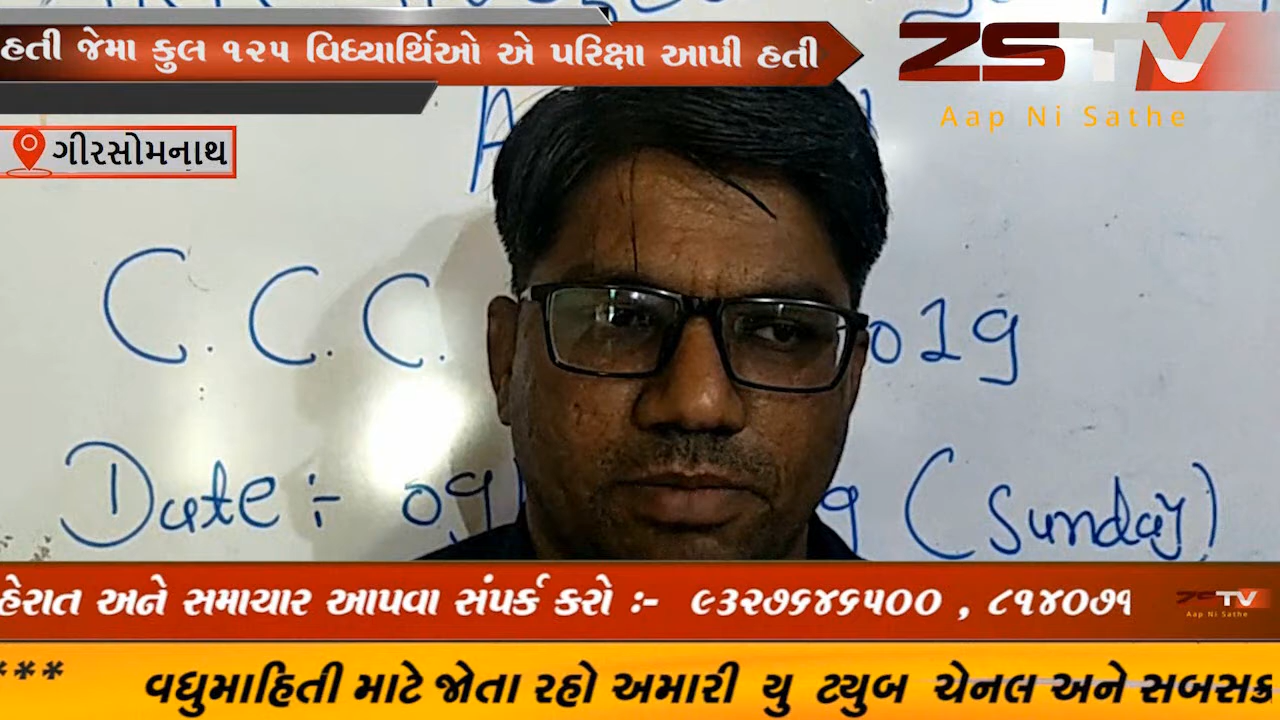 હતી જેમા કુલ ૧૨૫ વિધ્યાર્થિઓ એ પરિક્ષા આપી હતી
ZSTV
Aap Ni Sathe
ગીરસોમનાથ
C. C. C. 019
Date :- 09 9 (Sunday)
હેરાત અને સમાચાર આપવા સંપર્ક કરો :- ૯૩૨૭૬૪૬૫૦૦ , ૮૧૪૦૭૧
ZSTV
Aap Ni Sathe
*** વધુમાહિતી માટે જોતા રહો અમારી યુ ટ્યુબ ચેનલ અને સબસક્ર